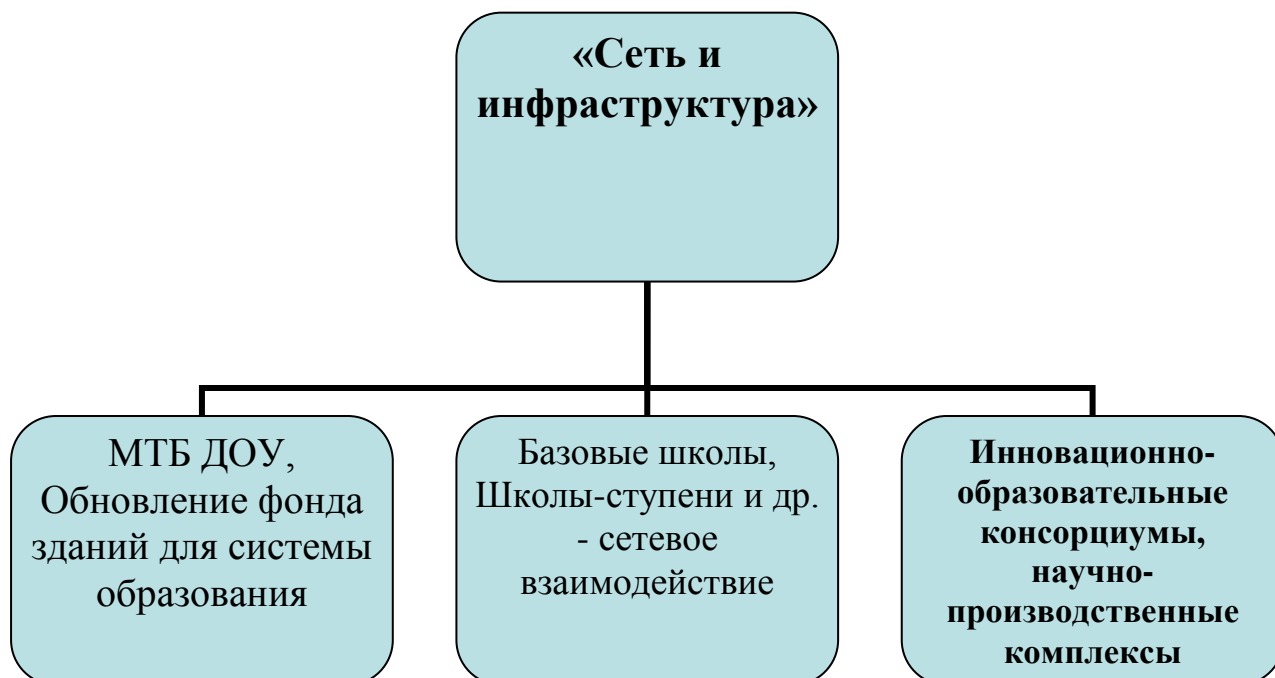 «Сеть и
инфраструктура»
МТБ ДОУ,
Обновление фонда
зданий для системы
образования
Базовые школы,
Школы-ступени и др.
- сетевое
взаимодействие
Инновационно-
образовательные
консорциумы,
научно-
производственные
комплексы